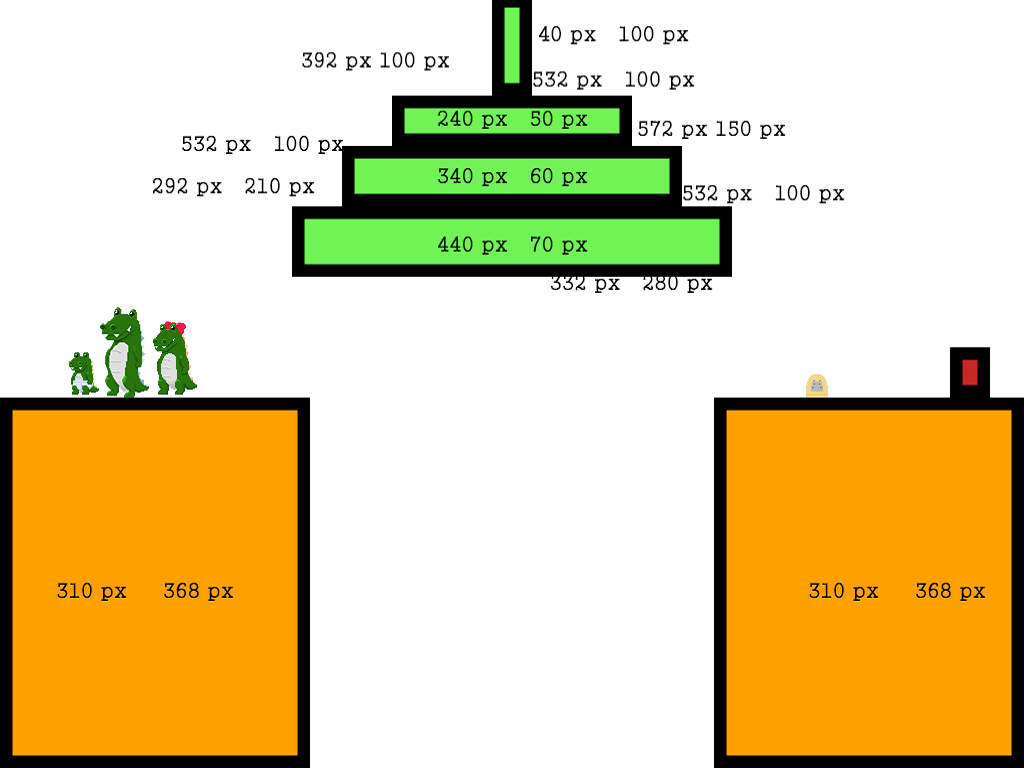 40 px 100 px
392 px 100 px
532 px 100 px
240 px 50 px
572 px 150 px
532 px 100 px
340 px 60 px
292 px 210 px
532 px 100 px
440 px 70 px
332 px 280 px
310 px 368 px
310 px 368 px